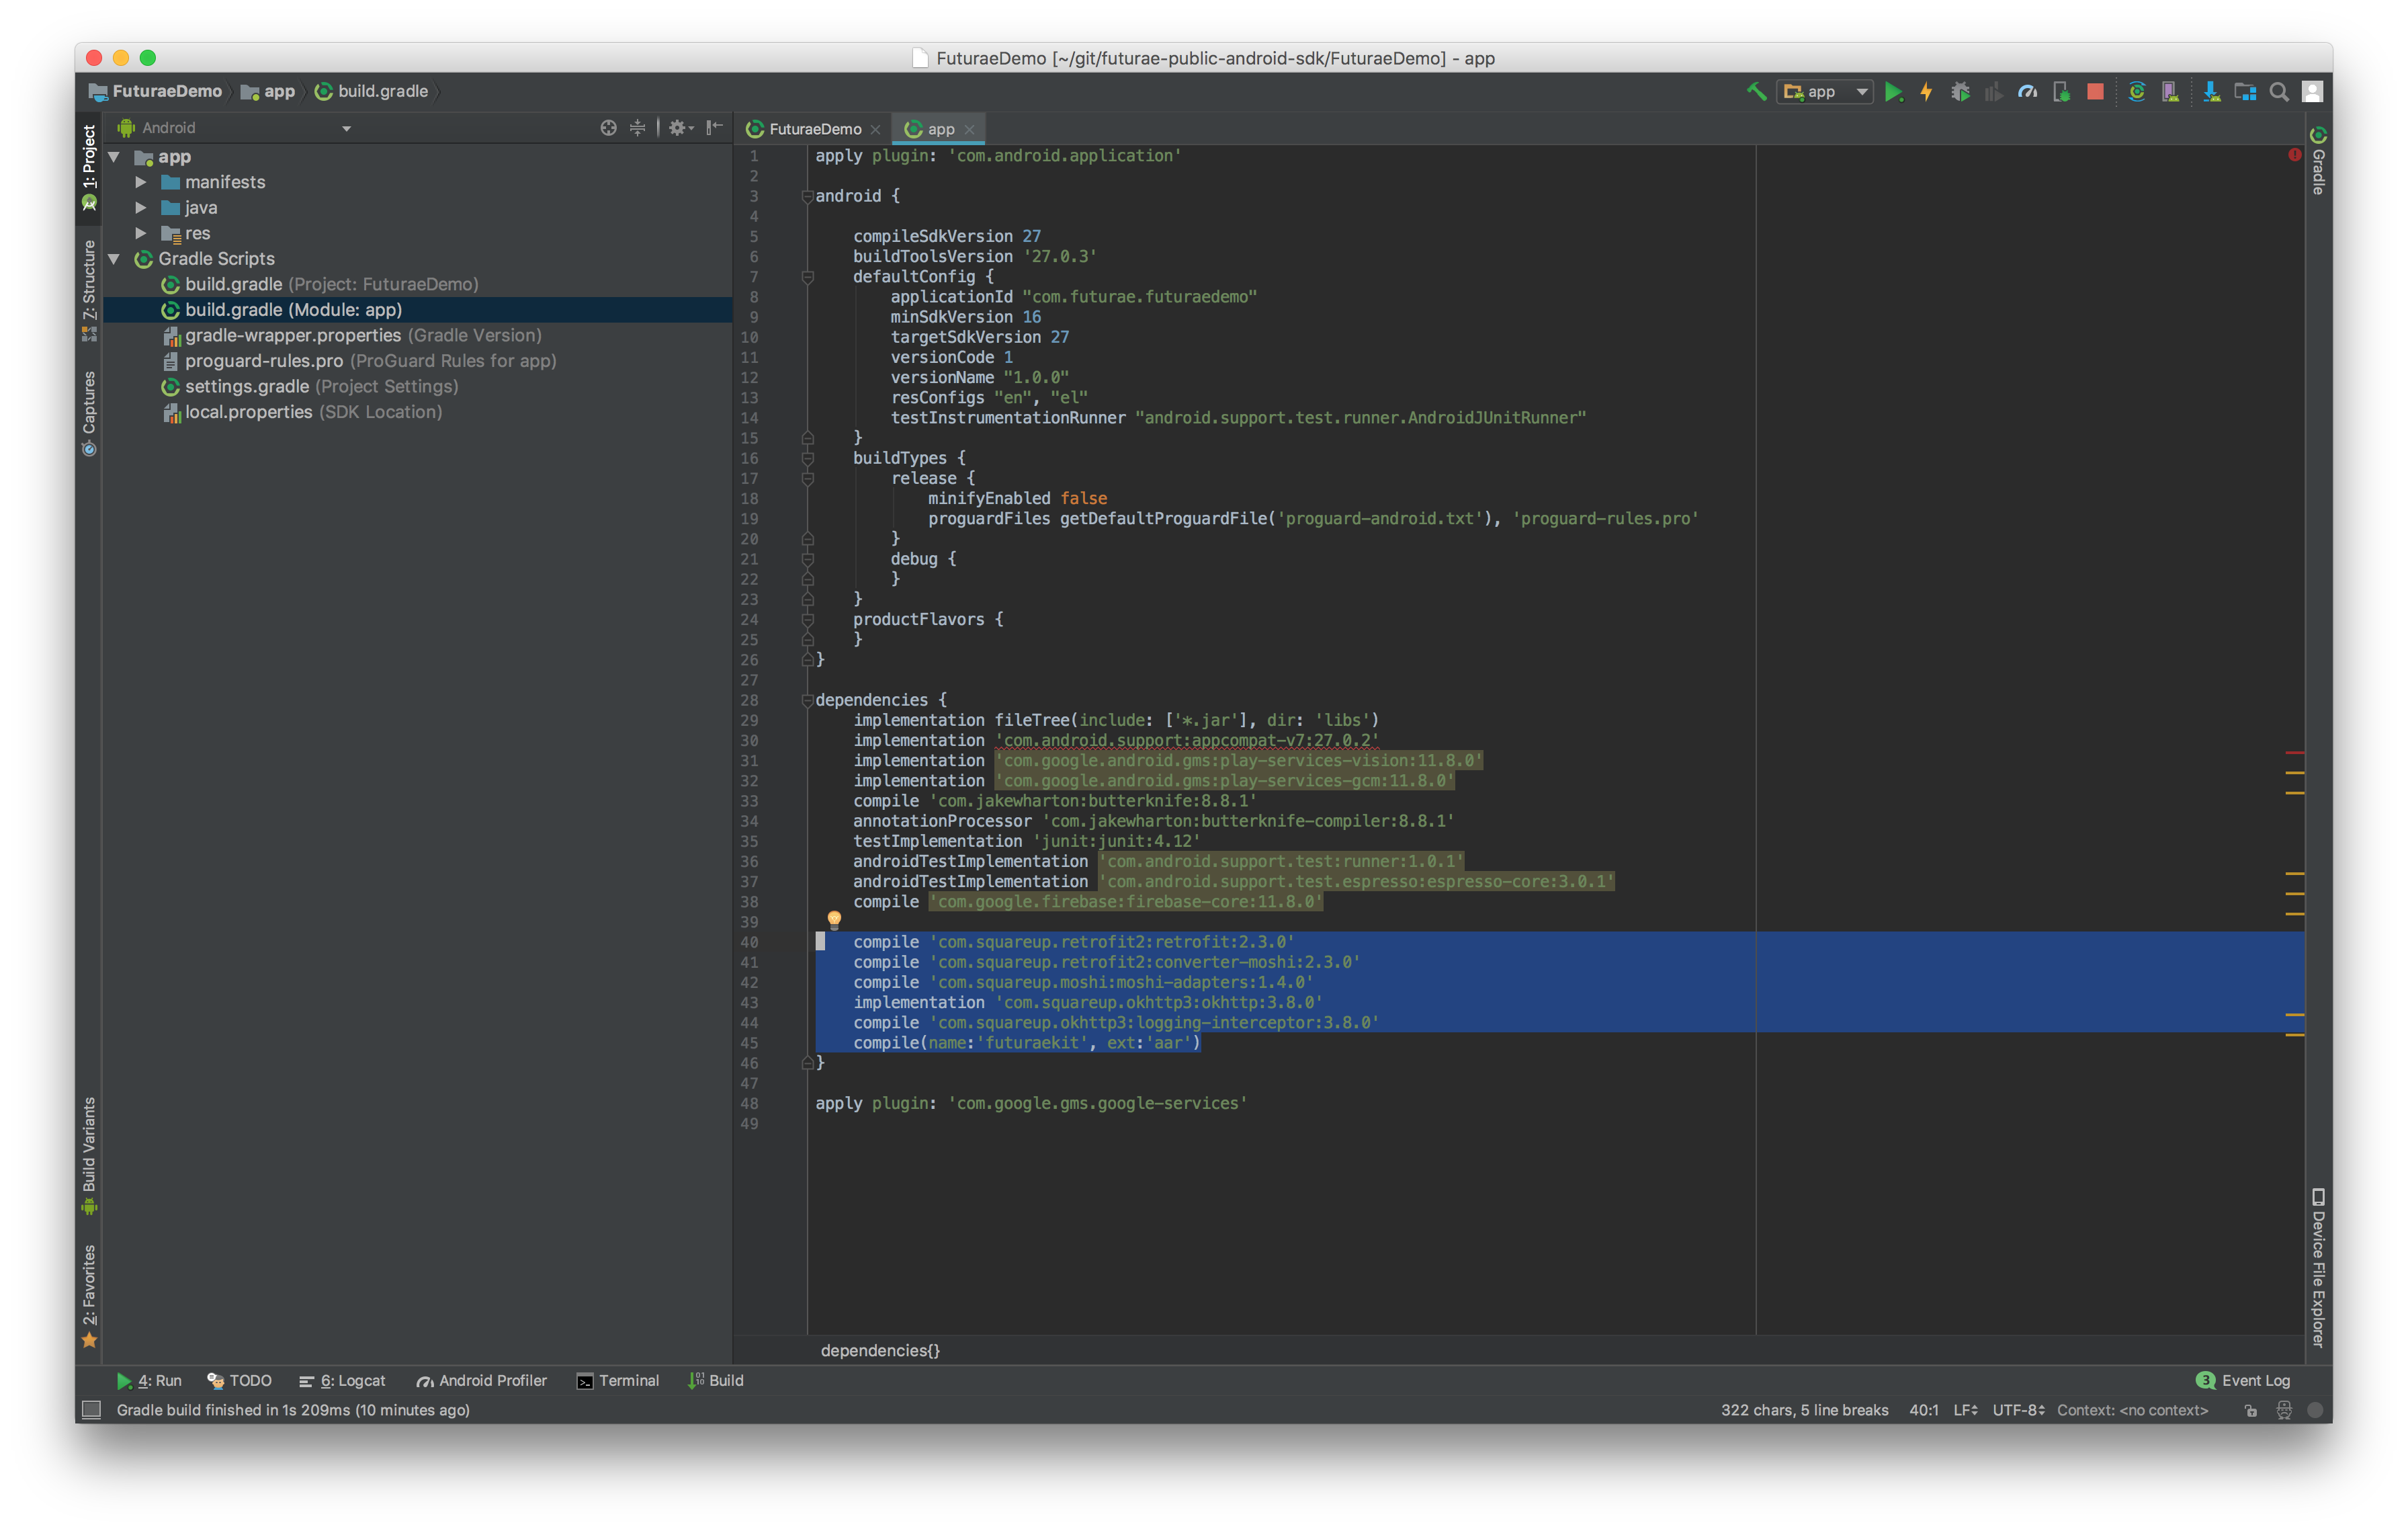 FuturaeDemo [~/git/futurae-public-android-sdk/FuturaeDemo] - app
FuturaeDemo app build.gradle
app
Android
FuturaeDemo app
1: Project
7: Structure
Captures
Build Variants
2: Favorites
app
manifests
java
res
Gradle Scripts
build.gradle (Project: FuturaeDemo)
build.gradle (Module: app)
gradle-wrapper.properties (Gradle Version)
proguard-rules.pro (ProGuard Rules for app)
settings.gradle (Project Settings)
local.properties (SDK Location)
1 apply plugin: 'com.android.application'
2
3 android {
4
5 compileSdkVersion 27
6 buildToolsVersion '27.0.3'
7 defaultConfig {
8 applicationId "com.futurae.futuraedemo"
9 minSdkVersion 16
10 targetSdkVersion 27
11 versionCode 1
12 versionName "1.0.0"
13 resConfigs "en", "el"
14 testInstrumentationRunner "android.support.test.runner.AndroidJUnitRunner"
15 }
16 buildTypes {
17 release {
18 minifyEnabled false
19 proguardFiles getDefaultProguardFile('proguard-android.txt'), 'proguard-rules.pro'
20 }
21 debug {
22 }
23 }
24 productFlavors {
25 }
26 }
27
28 dependencies {
29 implementation fileTree(include: ['*.jar'], dir: 'libs')
30 implementation 'com.android.support:appcompat-v7:27.0.2'
31 implementation 'com.google.android.gms:play-services-vision:11.8.0'
32 implementation 'com.google.android.gms:play-services-gcm:11.8.0'
33 compile 'com.jakewharton:butterknife:8.8.1'
34 annotationProcessor 'com.jakewharton:butterknife-compiler:8.8.1'
35 testImplementation 'junit:junit:4.12'
36 androidTestImplementation 'com.android.support.test:runner:1.0.1'
37 androidTestImplementation 'com.android.support.test.espresso:espresso-core:3.0.1'
38 compile 'com.google.firebase:firebase-core:11.8.0'
39
40 compile 'com.squareup.retrofit2:retrofit:2.3.0'
41 compile 'com.squareup.retrofit2:converter-moshi:2.3.0'
42 compile 'com.squareup.moshi:moshi-adapters:1.4.0'
43 implementation 'com.squareup.okhttp3:okhttp:3.8.0'
44 compile 'com.squareup.okhttp3:logging-interceptor:3.8.0'
45 compile(name:'futuraekit', ext:'aar')
46 }
47
48 apply plugin: 'com.google.gms.google-services'
49
dependencies{}
Gradle
Device File Explorer
4: Run TODO 6: Logcat Android Profiler Terminal Build 3 Event Log
Gradle build finished in 1s 209ms (10 minutes ago) 322 chars, 5 line breaks 40:1 LF UTF-8 Context: <no context>